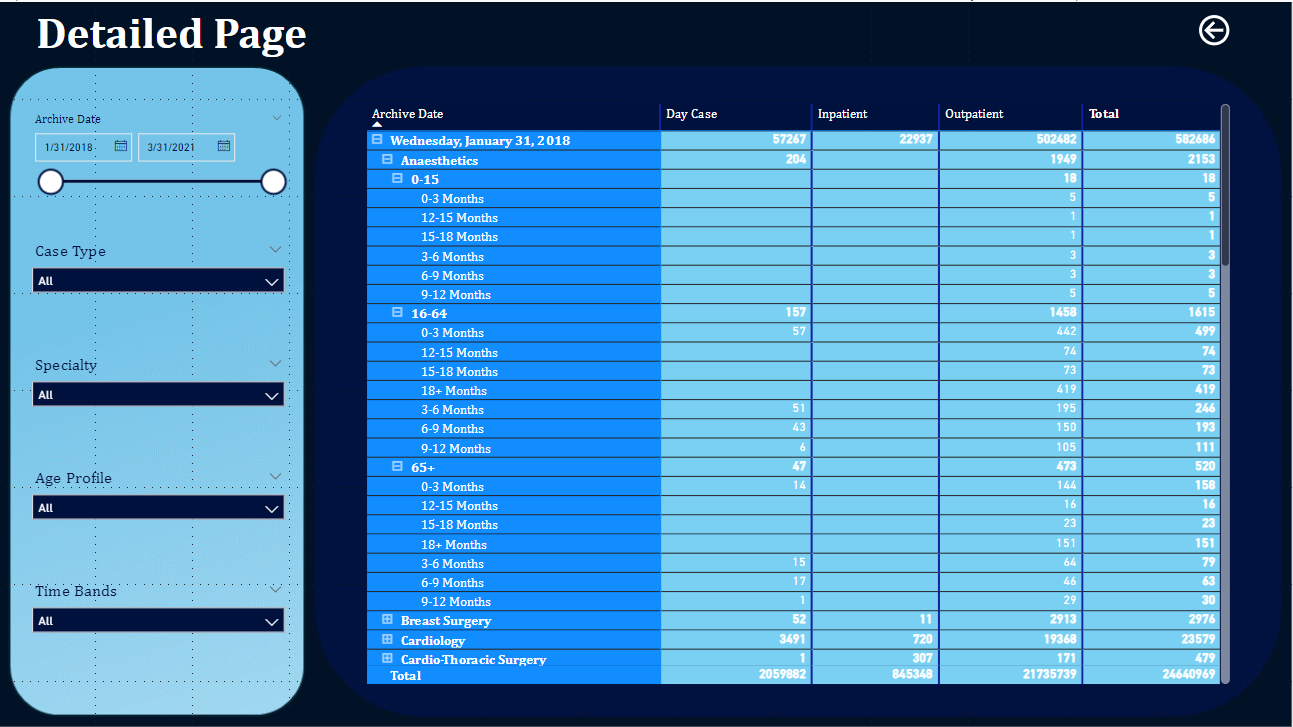 Detailed Page
Archive Date
1/31/2018 3/31/2021
Case Type
All
Specialty
All
Age Profile
All
Time Bands
All
Archive Date Day Case Inpatient Outpatient Total
Wednesday, January 31, 2018 57267 22937 502482 582686
Anaesthetics 204 1949 2153
0-15 18 18
0-3 Months 5 5
12-15 Months 1 1
15-18 Months 1 1
3-6 Months 3 3
6-9 Months 3 3
9-12 Months 5 5
16-64 157 1458 1615
0-3 Months 57 442 499
12-15 Months 74 74
15-18 Months 73 73
18+ Months 419 419
3-6 Months 51 195 246
6-9 Months 43 150 193
9-12 Months 6 105 111
65+ 47 473 520
0-3 Months 14 144 158
12-15 Months 16 16
15-18 Months 23 23
18+ Months 151 151
3-6 Months 15 64 79
6-9 Months 17 46 63
9-12 Months 1 29 30
Breast Surgery 52 11 2913 2976
Cardiology 3491 720 19368 23579
Cardio-Thoracic Surgery 1 307 171 479
Total 2059882 845348 21735739 24640969